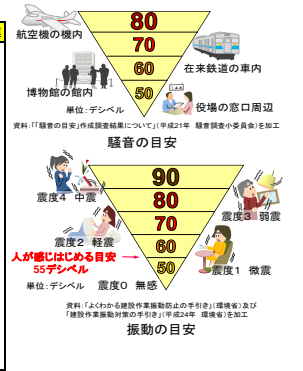 航空機の機内
80
70
60
50
在来鉄道の車内
博物館の館内
役場の窓口周辺
単位：デシベル
資料：「「騒音の目安」作成調査結果について」（平成21年 騒音調査小委員会）を加工
騒音の目安
90
80
70
60
50
震度4 中震
震度3 弱震
震度2 軽震
人が感じはじめる目安
55デシベル
震度1 微震
単位：デシベル
震度0 無感
資料：「よくわかる建設作業振動防止の手引き」（環境省）及び
「建設作業振動対策の手引き」（平成24年 環境省）を加工
振動の目安